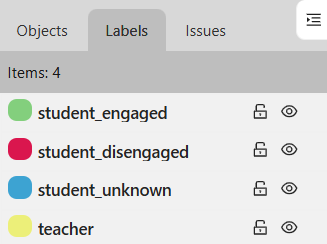 Objects Labels Issues
Items: 4
student_engaged
student_disengaged
student_unknown
teacher